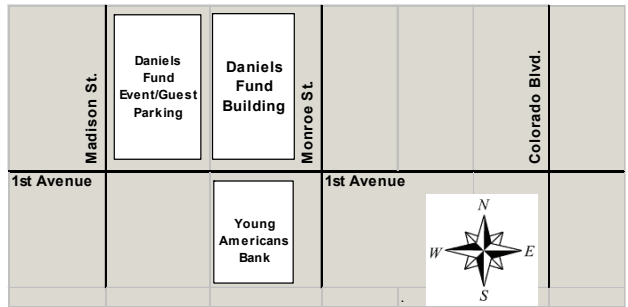 Madison St.
Daniels
Fund
Event/Guest
Parking
Daniels
Fund
Building
Monroe St.
Colorado Blvd.
1st Avenue
1st Avenue
Young
Americans
Bank
N
W
E
S
.